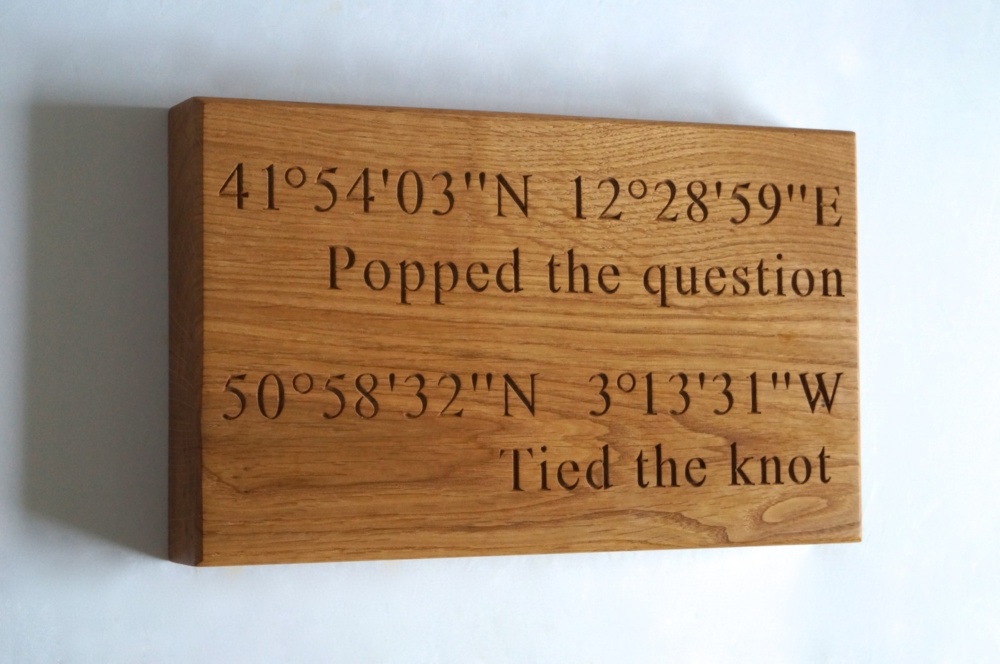 41°54'03"N 12°28'59"E
Popped the question
50°58'32"N 3°13'31"W
Tied the knot